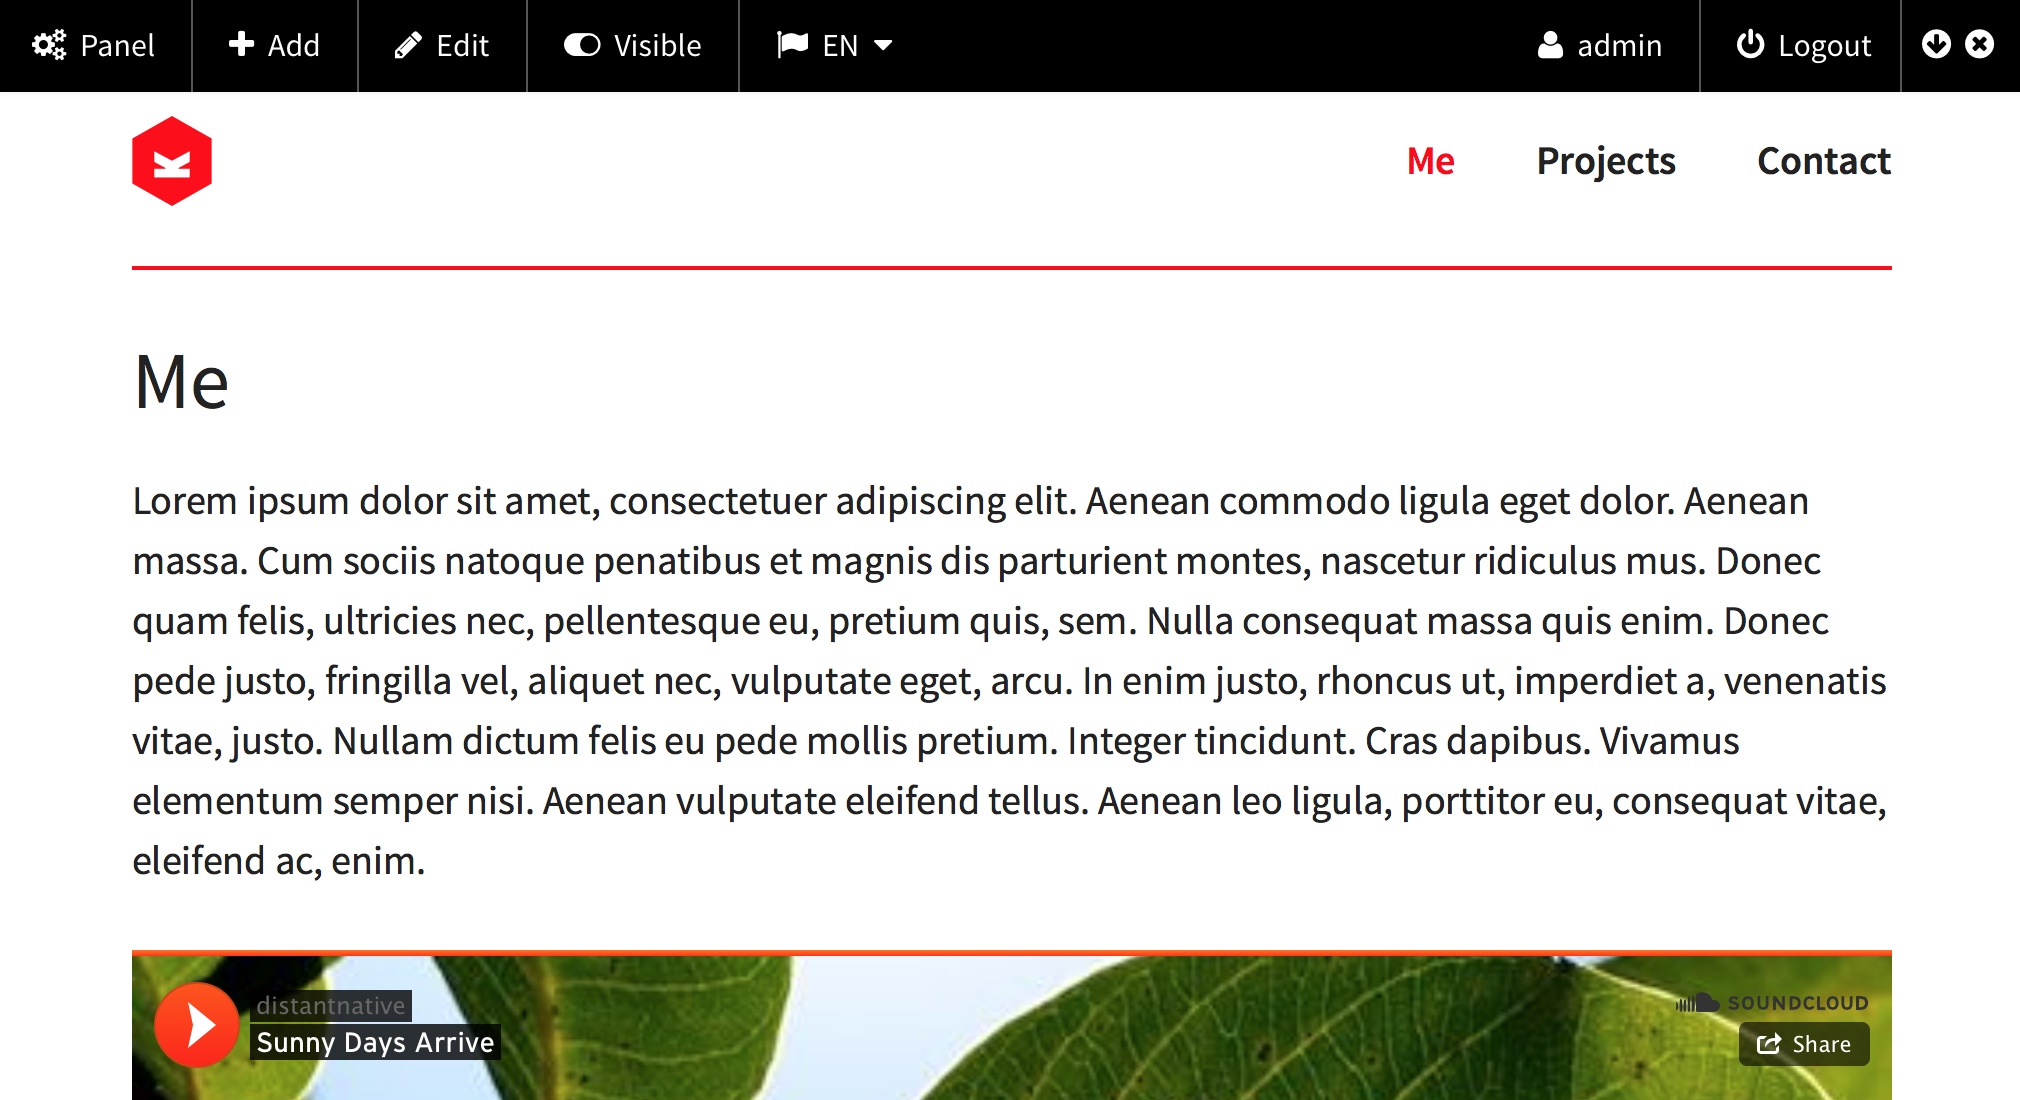 Panel
Add
Edit
Visible
EN
admin
Logout
Me
Projects
Contact
Me
Lorem ipsum dolor sit amet, consectetuer adipiscing elit. Aenean commodo ligula eget dolor. Aenean
massa. Cum sociis natoque penatibus et magnis dis parturient montes, nascetur ridiculus mus. Donec
quam felis, ultricies nec, pellentesque eu, pretium quis, sem. Nulla consequat massa quis enim. Donec
pede justo, fringilla vel, aliquet nec, vulputate eget, arcu. In enim justo, rhoncus ut, imperdiet a, venenatis
vitae, justo. Nullam dictum felis eu pede mollis pretium. Integer tincidunt. Cras dapibus. Vivamus
elementum semper nisi. Aenean vulputate eleifend tellus. Aenean leo ligula, porttitor eu, consequat vitae,
eleifend ac, enim.
distantnative
Sunny Days Arrive
SOUNDCLOUD
Share